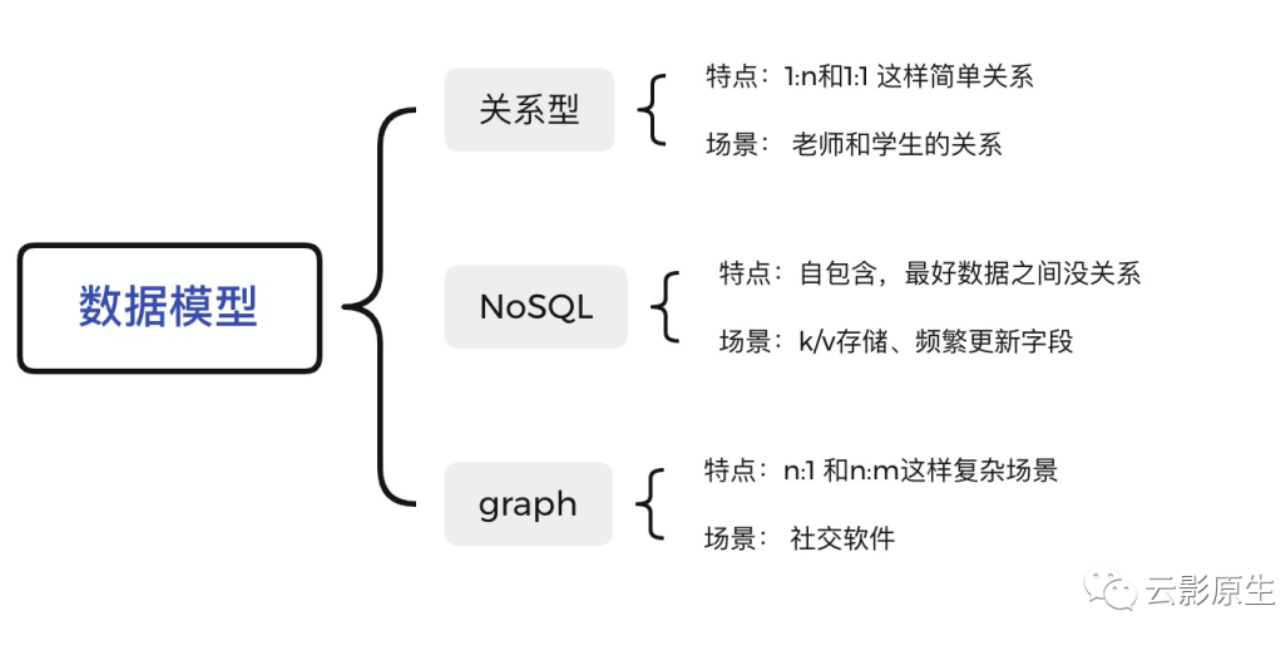 数据模型
关系型
特点：1:n和1:1 这样简单关系
场景： 老师和学生的关系
NoSQL
特点：自包含，最好数据之间没关系
场景：k/v存储、频繁更新字段
graph
特点：n:1 和n:m这样复杂场景
场景： 社交软件
云影原生